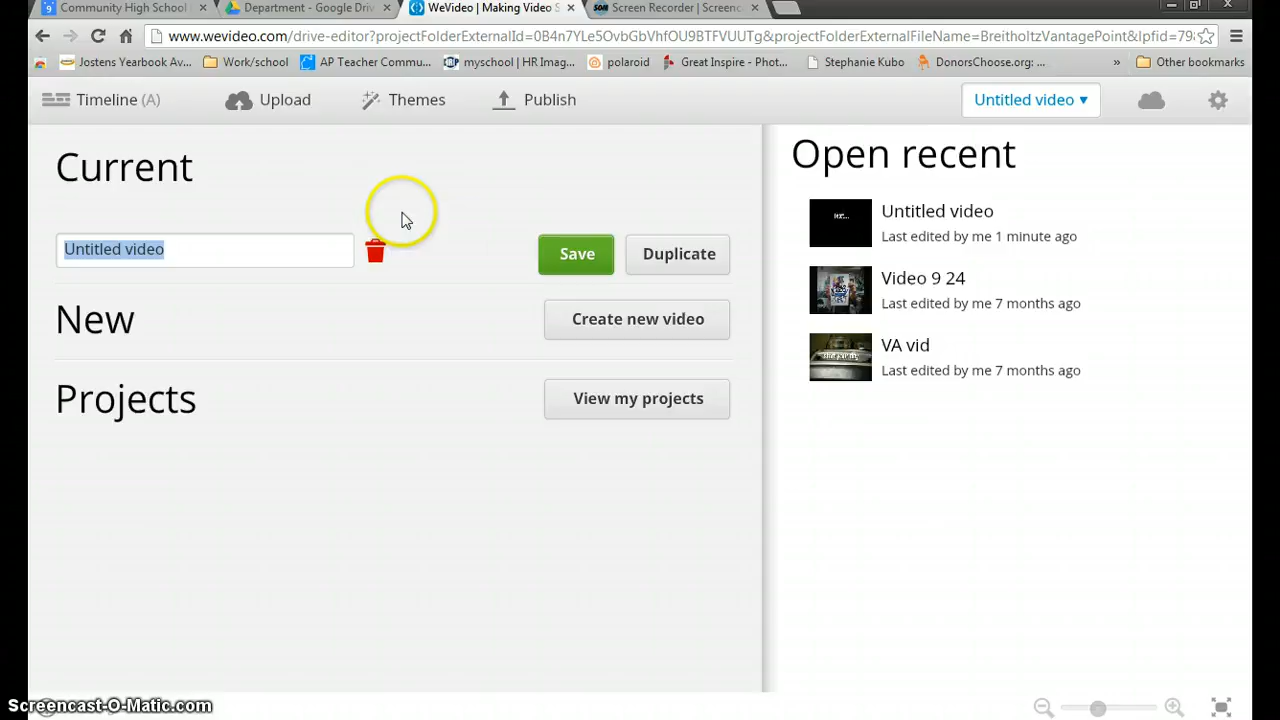 Community High School
Department - Google Driv
WeVideo | Making Video S
Screen Recorder | Screenc
www.wevideo.com/drive-editor?projectFolderExternalId=0B4n7YLe5OvbGbVhfOU9BTFVUUTg&projectFolderExternalFileName=BreitholtzVantagePoint&lpfid=79
Jostens Yearbook Av...
Work/school
AP Teacher Commu...
myschool | HR Imag...
polaroid
Great Inspire - Phot...
Stephanie Kubo
DonorsChoose.org: ...
»
Other bookmarks
Timeline (A)
Upload
Themes
Publish
Untitled video ▾
Current
Untitled video
Save
Duplicate
New
Create new video
Projects
View my projects
Open recent
Untitled video
Last edited by me 1 minute ago
Video 9 24
Last edited by me 7 months ago
VA vid
Last edited by me 7 months ago
Screencast-O-Matic.com